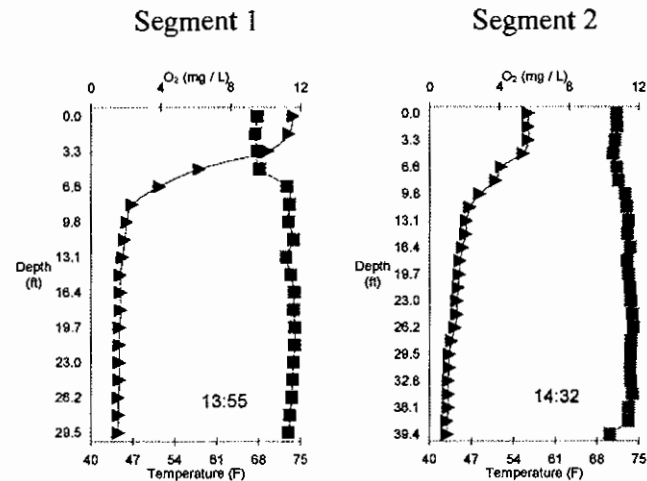 Segment 1
O₂ (mg / L)
0 4 8 12
0.0
3.3
6.6
9.8
13.1
Depth
(ft)
16.4
19.7
23.0
26.2
29.5
13:55
40 47 54 61 68 75
Temperature (F)
Segment 2
O₂ (mg / L)
0 4 8 12
0.0
3.3
6.6
9.8
13.1
16.4
Depth
(ft)
19.7
23.0
26.2
29.5
32.8
38.1
39.4
14:32
40 47 54 61 68 75
Temperature (F)